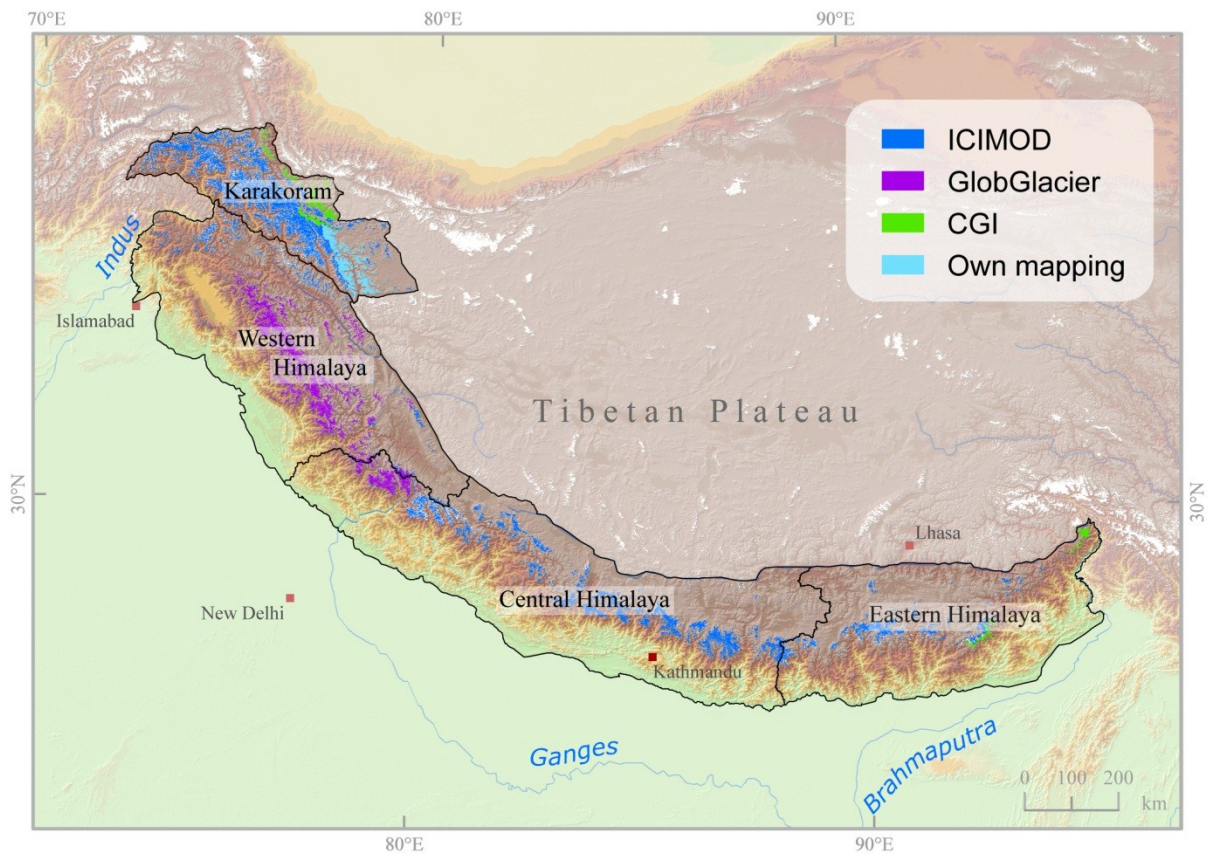 70°E
80°E
90°E
ICIMOD
GlobGlacier
CGI
Own mapping
Karakoram
Indus
Islamabad
Western
Himalaya
Tibetan Plateau
30°N
30°N
Lhasa
New Delhi
Central Himalaya
Eastern Himalaya
Kathmandu
Ganges
Brahmaputra
0 100 200
km
80°E
90°E